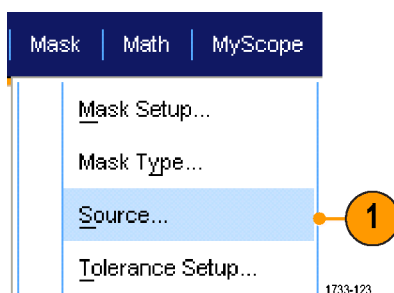 Mask Math MyScope
Mask Setup...
Mask Type...
Source...
1
Tolerance Setup...
1733-123